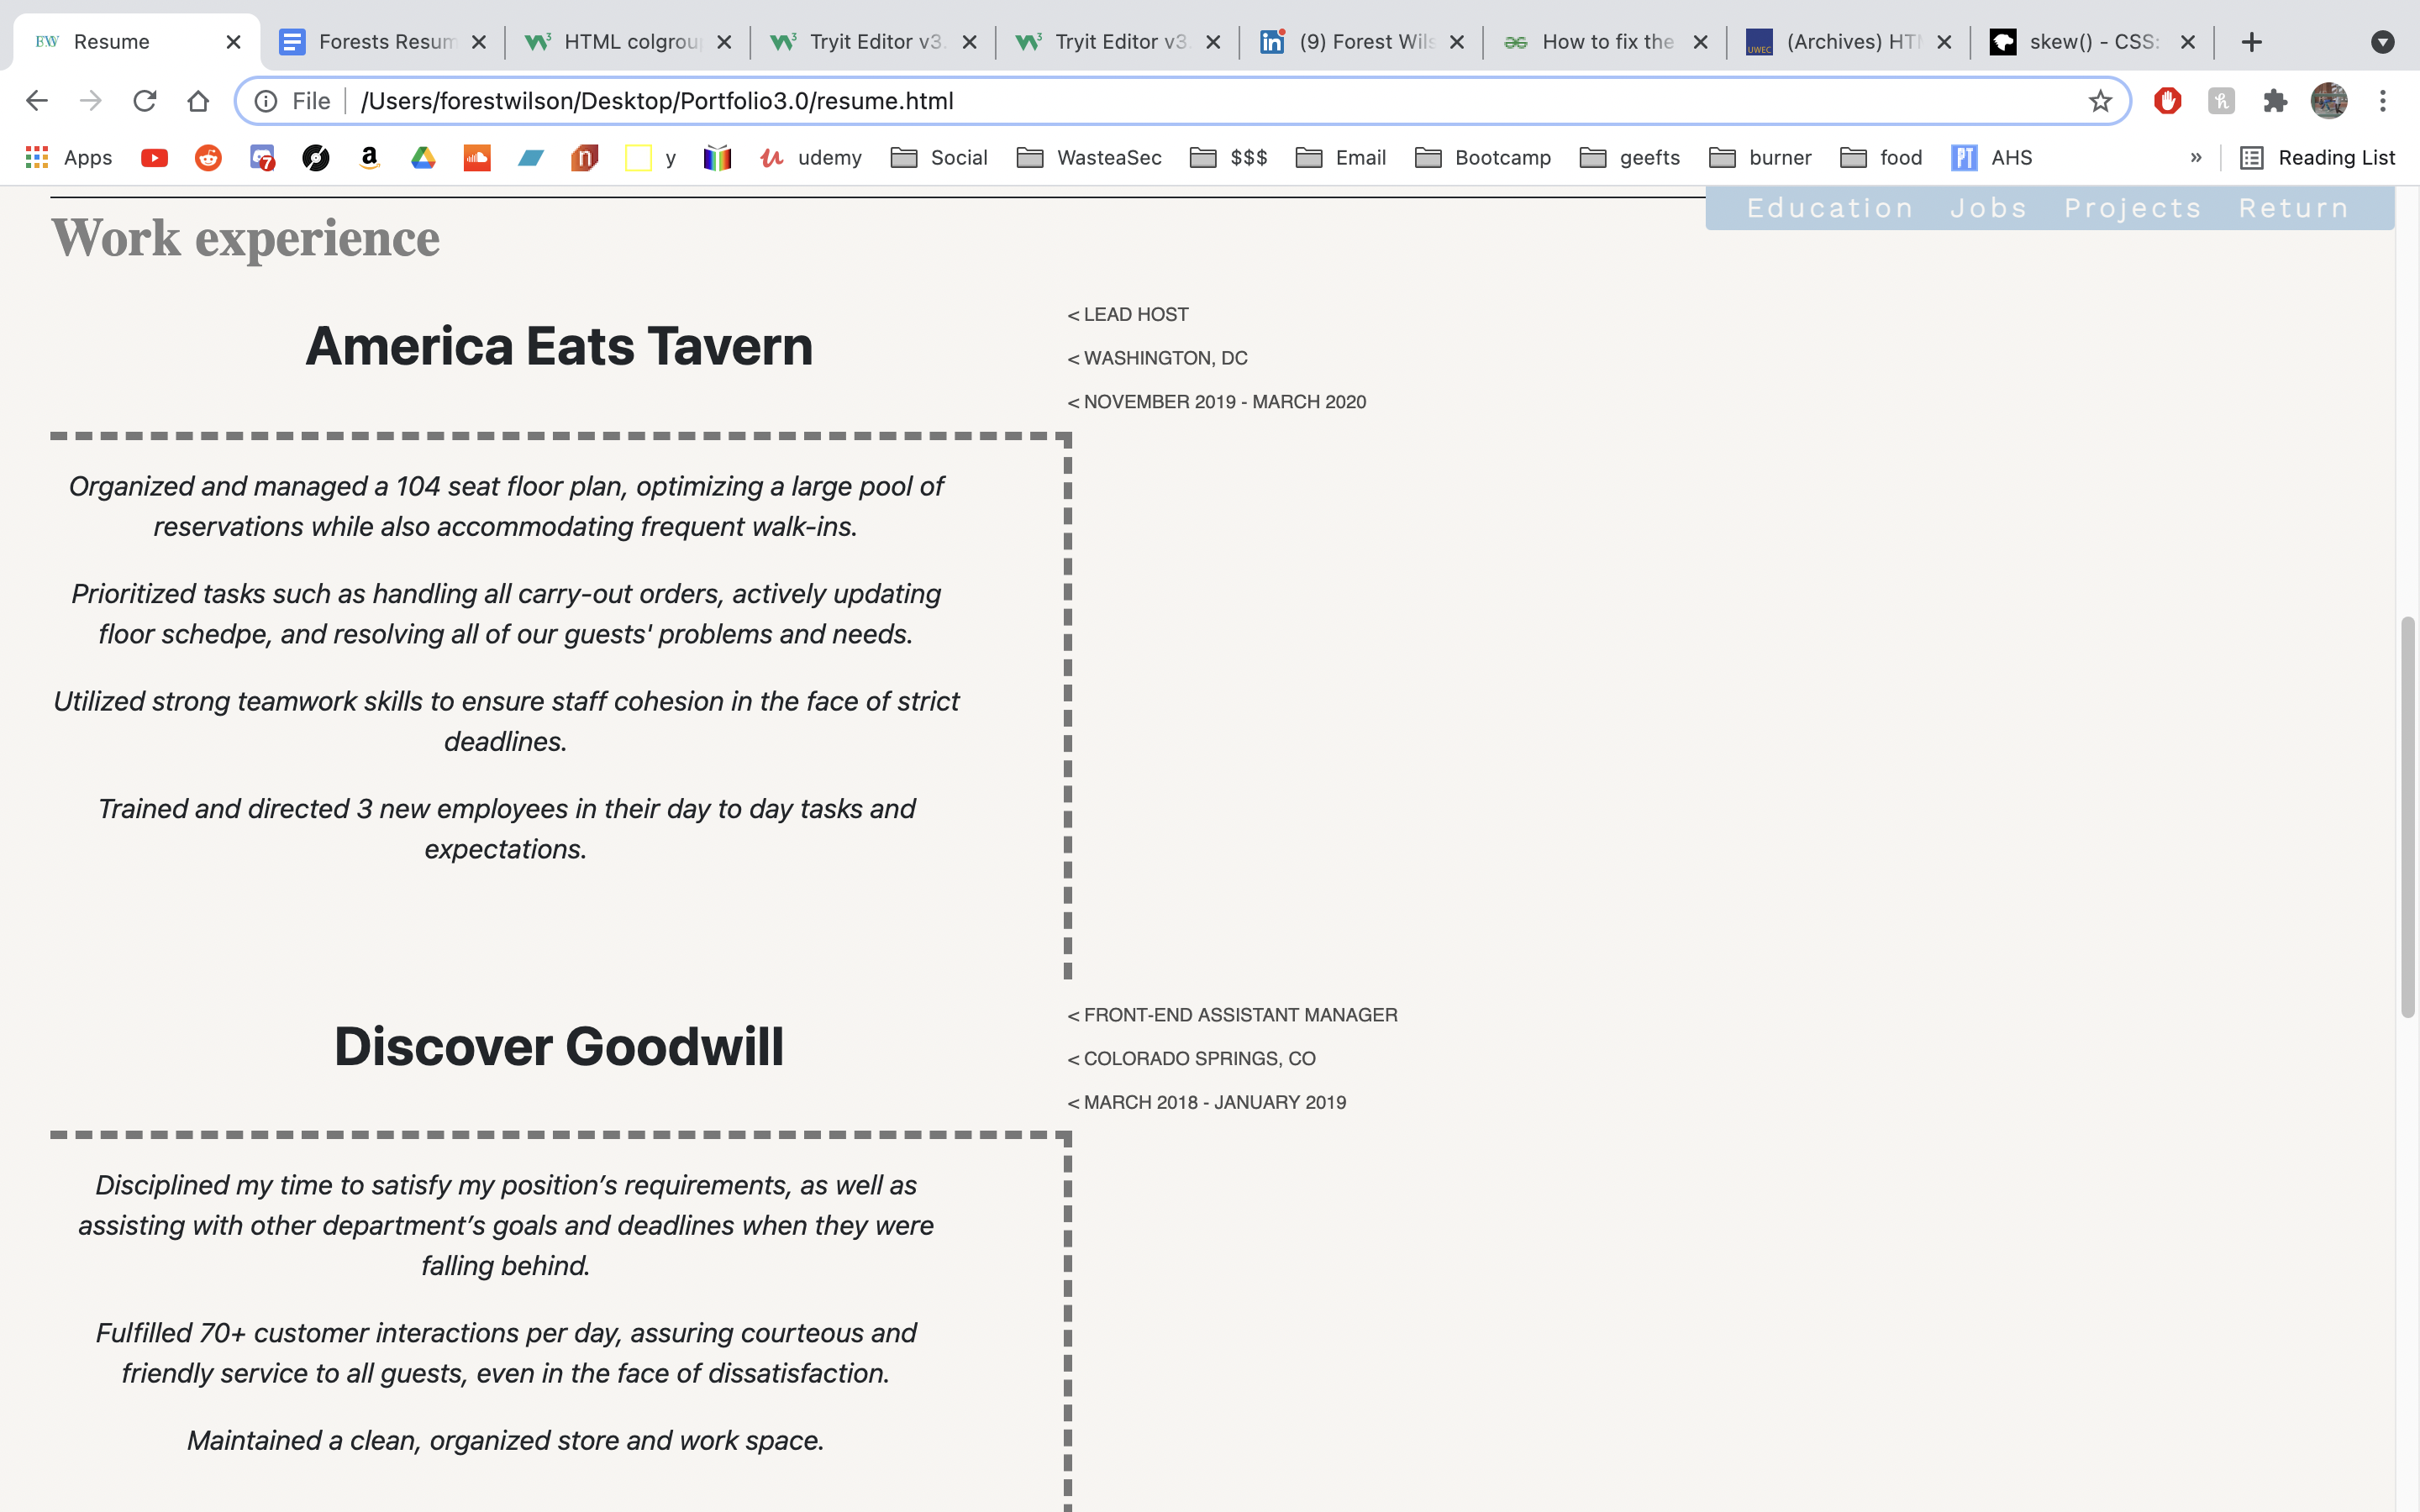 EW Resume
Forests Resum
HTML colgroup
Tryit Editor v3.
Tryit Editor v3.
(9) Forest Wils
How to fix the
UWEC (Archives) HTM
skew() - CSS:
File /Users/forestwilson/Desktop/Portfolio3.0/resume.html
Apps 7 a y udemy Social WasteaSec $$$ Email Bootcamp geefts burner food PT AHS » Reading List
Education Jobs Projects Return
Work experience
America Eats Tavern
< LEAD HOST
< WASHINGTON, DC
< NOVEMBER 2019 - MARCH 2020
Organized and managed a 104 seat floor plan, optimizing a large pool of
reservations while also accommodating frequent walk-ins.
Prioritized tasks such as handling all carry-out orders, actively updating
floor schedpe, and resolving all of our guests' problems and needs.
Utilized strong teamwork skills to ensure staff cohesion in the face of strict
deadlines.
Trained and directed 3 new employees in their day to day tasks and
expectations.
Discover Goodwill
< FRONT-END ASSISTANT MANAGER
< COLORADO SPRINGS, CO
< MARCH 2018 - JANUARY 2019
Disciplined my time to satisfy my position’s requirements, as well as
assisting with other department’s goals and deadlines when they were
falling behind.
Fulfilled 70+ customer interactions per day, assuring courteous and
friendly service to all guests, even in the face of dissatisfaction.
Maintained a clean, organized store and work space.